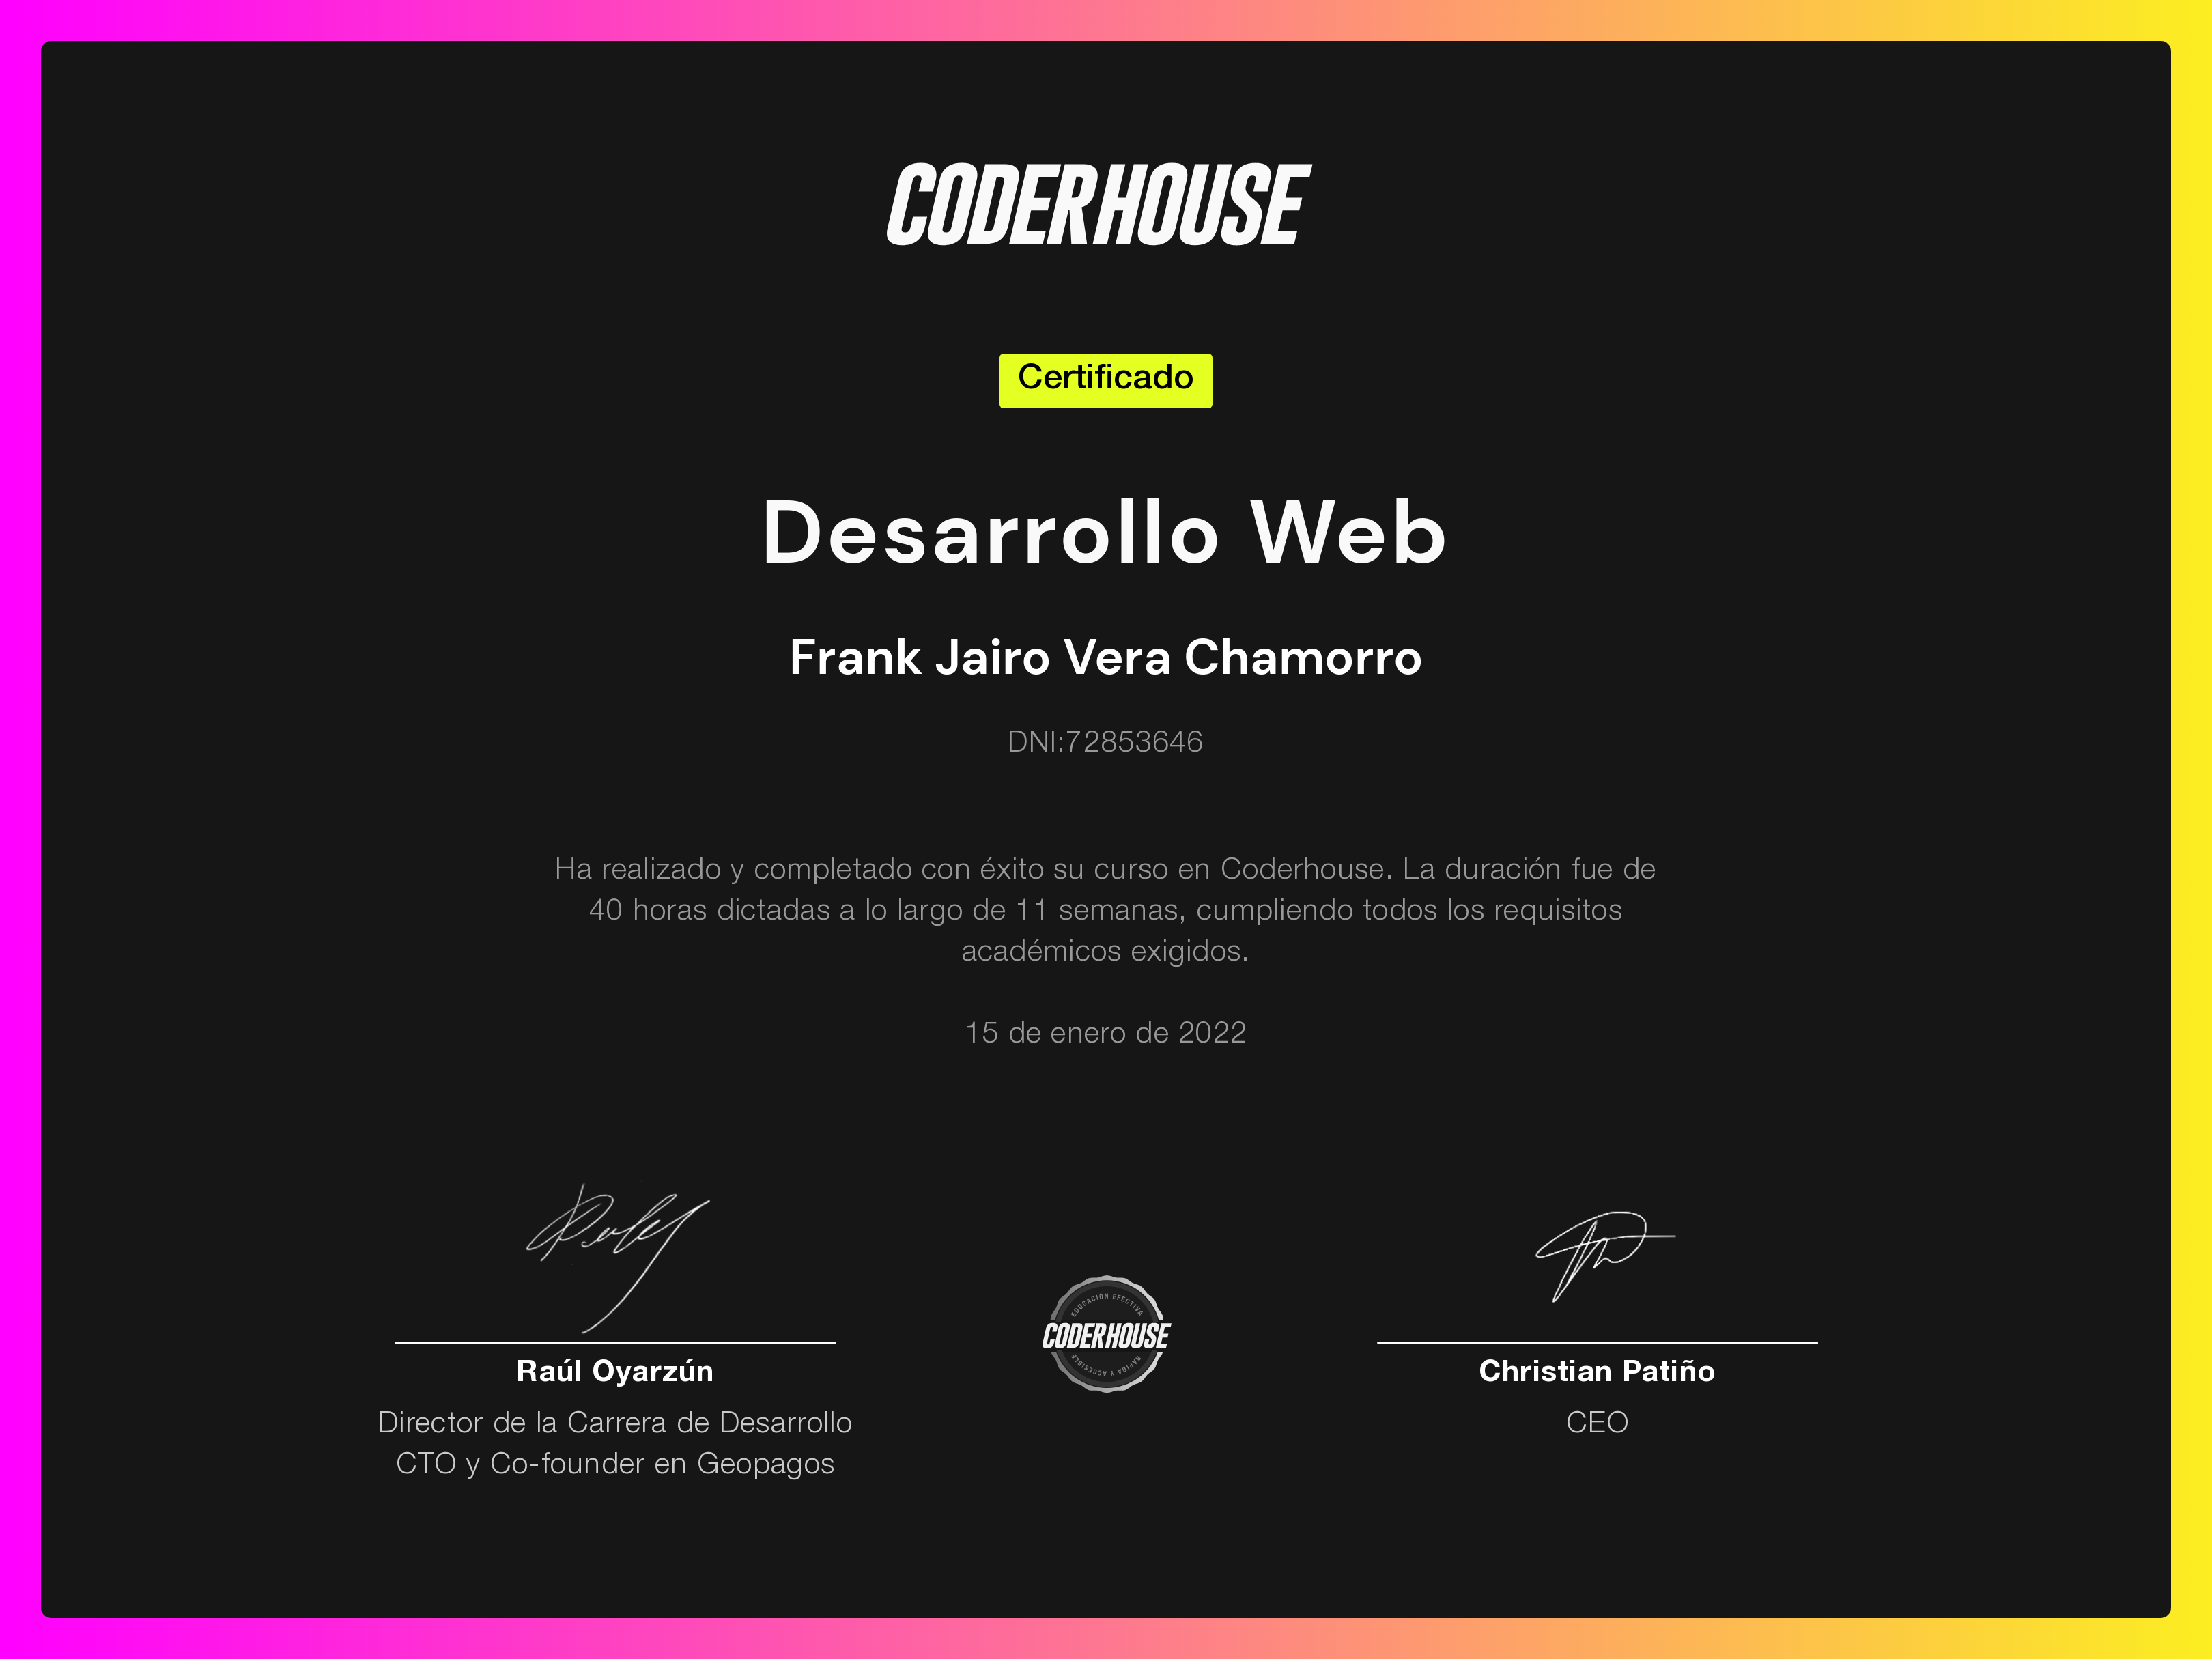 CODERHOUSE
Certificado
Desarrollo Web
Frank Jairo Vera Chamorro
DNI:72853646
Ha realizado y completado con éxito su curso en Coderhouse. La duración fue de
40 horas dictadas a lo largo de 11 semanas, cumpliendo todos los requisitos
académicos exigidos.
15 de enero de 2022
Raúl Oyarzún
Director de la Carrera de Desarrollo
CTO y Co-founder en Geopagos
EDUCACIÓN EFECTIVA
CODERHOUSE
RÁPIDA Y ACCESIBLE
Christian Patiño
CEO